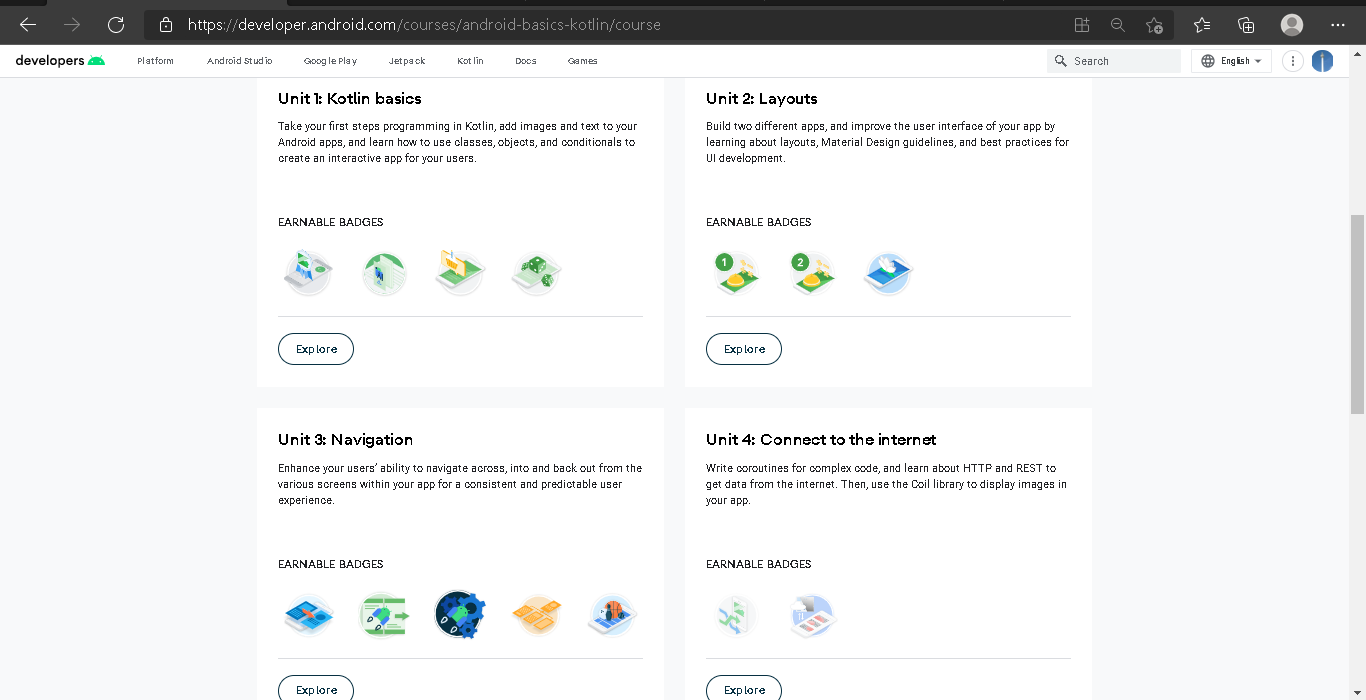 https://developer.android.com/courses/android-basics-kotlin/course
developers
Platform
Android Studio
Google Play
Jetpack
Kotlin
Docs
Games
Search
English
Unit 1: Kotlin basics
Take your first steps programming in Kotlin, add images and text to your
Android apps, and learn how to use classes, objects, and conditionals to
create an interactive app for your users.
EARNABLE BADGES
Explore
Unit 2: Layouts
Build two different apps, and improve the user interface of your app by
learning about layouts, Material Design guidelines, and best practices for
UI development.
EARNABLE BADGES
1
2
Explore
Unit 3: Navigation
Enhance your users’ ability to navigate across, into and back out from the
various screens within your app for a consistent and predictable user
experience.
EARNABLE BADGES
Explore
Unit 4: Connect to the internet
Write coroutines for complex code, and learn about HTTP and REST to
get data from the internet. Then, use the Coil library to display images in
your app.
EARNABLE BADGES
Explore